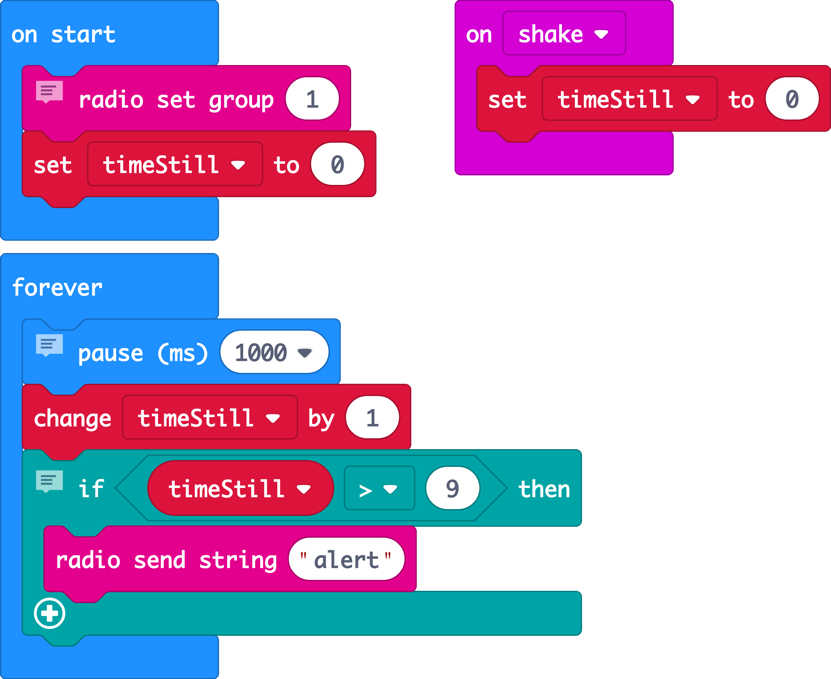 on start
radio set group 1
set timeStill to 0
on shake
set timeStill to 0
forever
pause (ms) 1000
change timeStill by 1
if timeStill > 9 then
radio send string "alert"